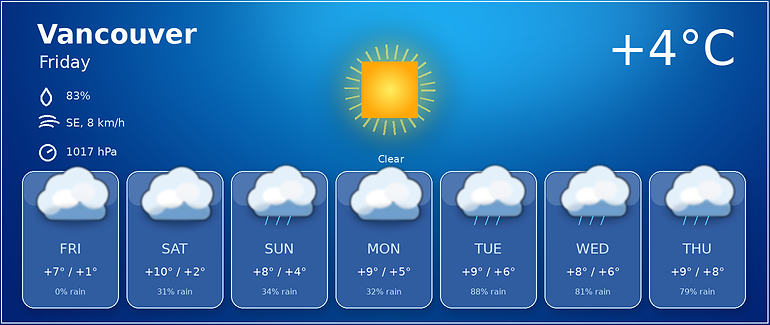 Vancouver
Friday
+4°C
83%
SE, 8 km/h
1017 hPa
Clear
FRI
+7° / +1°
0% rain
SAT
+10° / +2°
31% rain
SUN
+8° / +4°
34% rain
MON
+9° / +5°
32% rain
TUE
+9° / +6°
88% rain
WED
+8° / +6°
81% rain
THU
+9° / +8°
79% rain